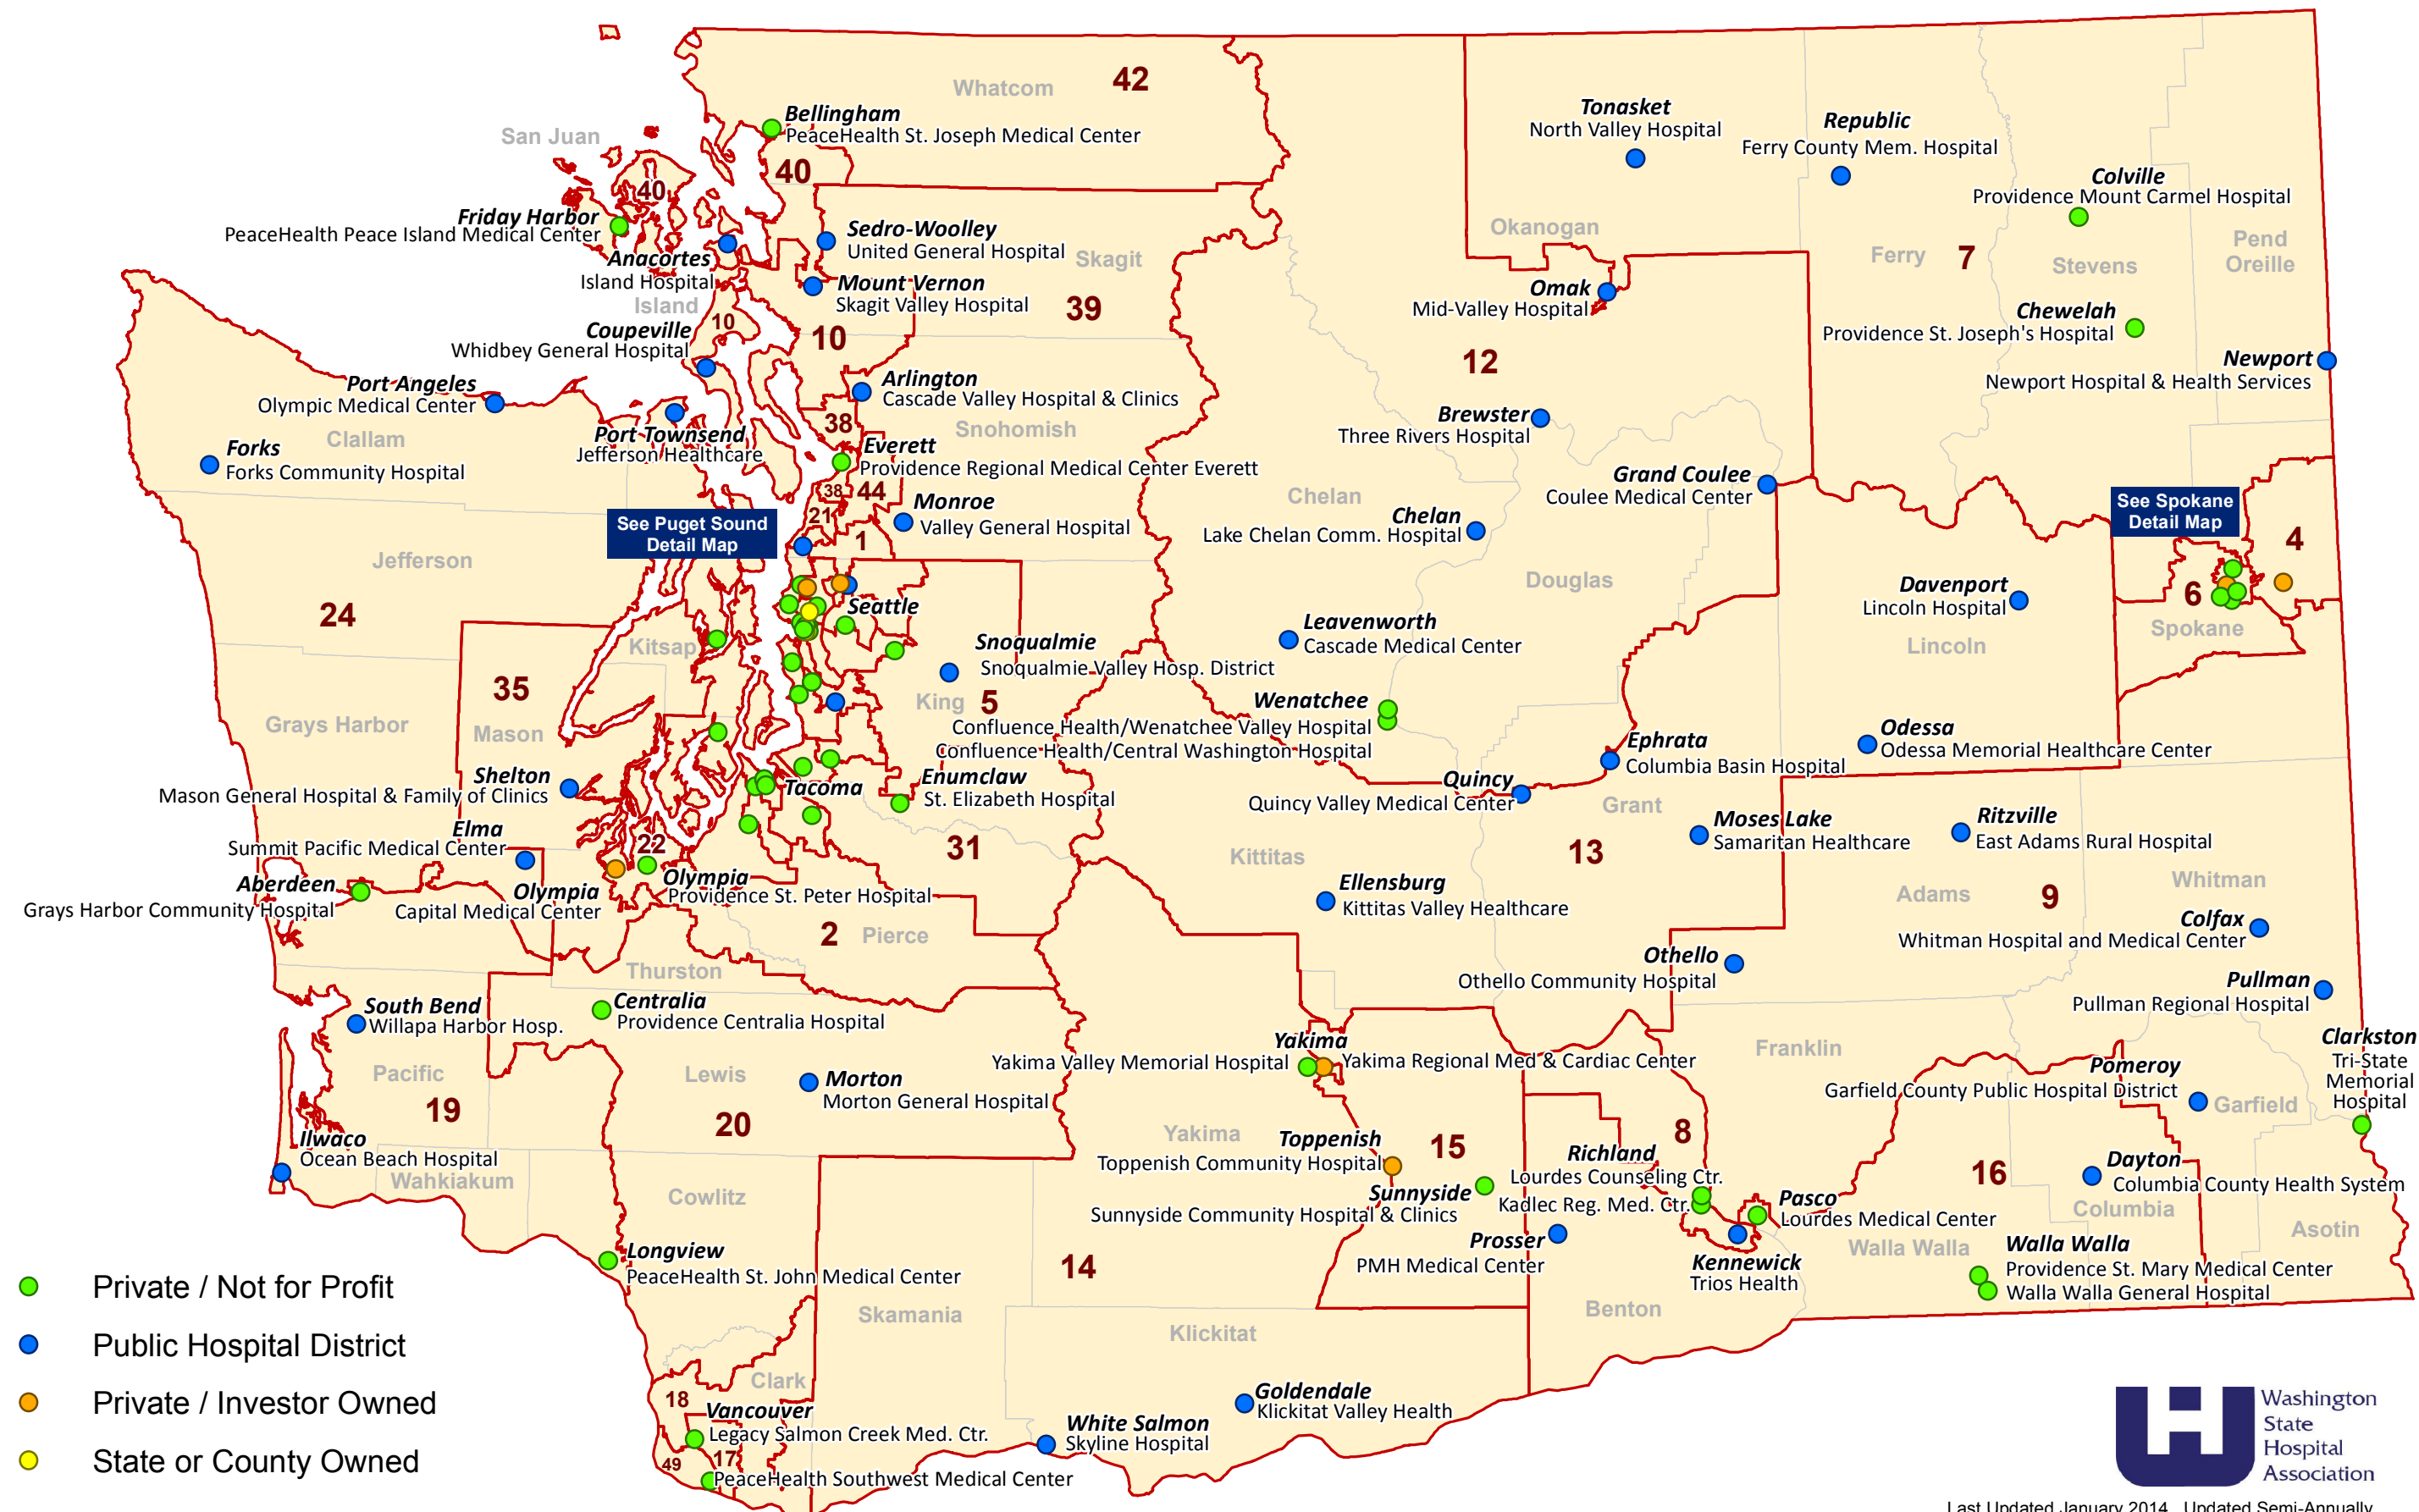 Whatcom
42
Bellingham
PeaceHealth St. Joseph Medical Center
San Juan
40
40
Friday Harbor
PeaceHealth Peace Island Medical Center
Anacortes
Island Hospital
Island
Sedro-Woolley
United General Hospital
Skagit
Mount Vernon
Skagit Valley Hospital
39
10
10
Coupeville
Whidbey General Hospital
Port Angeles
Olympic Medical Center
Clallam
Forks
Forks Community Hospital
Port Townsend
Jefferson Healthcare
Arlington
Cascade Valley Hospital & Clinics
38
Snohomish
Everett
Providence Regional Medical Center Everett
38
44
21
Monroe
Valley General Hospital
1
See Puget Sound
Detail Map
Jefferson
24
Kitsap
Seattle
Snoqualmie
Snoqualmie Valley Hosp. District
King
5
35
Mason
Grays Harbor
Shelton
Mason General Hospital & Family of Clinics
Elma
Summit Pacific Medical Center
Aberdeen
Grays Harbor Community Hospital
Olympia
Capital Medical Center
22
Olympia
Providence St. Peter Hospital
Tacoma
Enumclaw
St. Elizabeth Hospital
31
2
Pierce
Thurston
Centralia
Providence Centralia Hospital
South Bend
Willapa Harbor Hosp.
Pacific
19
Lewis
Morton
Morton General Hospital
20
Ilwaco
Ocean Beach Hospital
Wahkiakum
Cowlitz
Longview
PeaceHealth St. John Medical Center
Skamania
Clark
18
Vancouver
Legacy Salmon Creek Med. Ctr.
17
49
PeaceHealth Southwest Medical Center
Tonasket
North Valley Hospital
Republic
Ferry County Mem. Hospital
Colville
Providence Mount Carmel Hospital
Okanogan
Ferry
7
Stevens
Pend
Oreille
Omak
Mid-Valley Hospital
Chewelah
Providence St. Joseph's Hospital
Newport
Newport Hospital & Health Services
12
Brewster
Three Rivers Hospital
Grand Coulee
Coulee Medical Center
Chelan
Chelan
Lake Chelan Comm. Hospital
Douglas
See Spokane
Detail Map
4
6
Spokane
Davenport
Lincoln Hospital
Lincoln
Leavenworth
Cascade Medical Center
Wenatchee
Confluence Health/Wenatchee Valley Hospital
Confluence Health/Central Washington Hospital
Ephrata
Columbia Basin Hospital
Odessa
Odessa Memorial Healthcare Center
Quincy
Quincy Valley Medical Center
Grant
13
Moses Lake
Samaritan Healthcare
Ritzville
East Adams Rural Hospital
Kittitas
Ellensburg
Kittitas Valley Healthcare
Adams
9
Whitman
Colfax
Whitman Hospital and Medical Center
Othello
Othello Community Hospital
Pullman
Pullman Regional Hospital
Franklin
Clarkston
Tri-State
Memorial
Hospital
Yakima
Yakima Valley Memorial Hospital
Yakima Regional Med & Cardiac Center
Pomeroy
Garfield County Public Hospital District
Garfield
Yakima
Toppenish
Toppenish Community Hospital
15
8
Richland
Lourdes Counseling Ctr.
Kadlec Reg. Med. Ctr.
Sunnyside
Sunnyside Community Hospital & Clinics
Prosser
PMH Medical Center
Pasco
Lourdes Medical Center
Kennewick
Trios Health
16
Dayton
Columbia County Health System
Columbia
Asotin
Walla Walla
Walla Walla
Providence St. Mary Medical Center
Walla Walla General Hospital
Benton
14
Klickitat
Goldendale
Klickitat Valley Health
White Salmon
Skyline Hospital
Private / Not for Profit
Public Hospital District
Private / Investor Owned
State or County Owned
Washington
State
Hospital
Association
Last Updated January 2014 Updated Semi-Annually